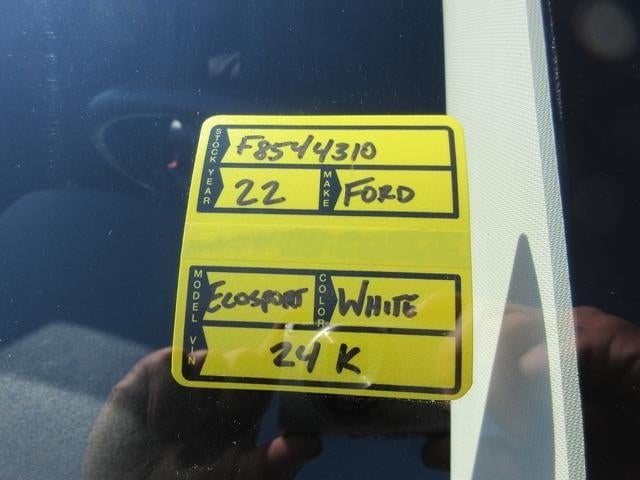 STOCK F8544310
YEAR 22 MAKE FORD
MODEL ECOSPORT COLOR WHITE
VIN 24 K